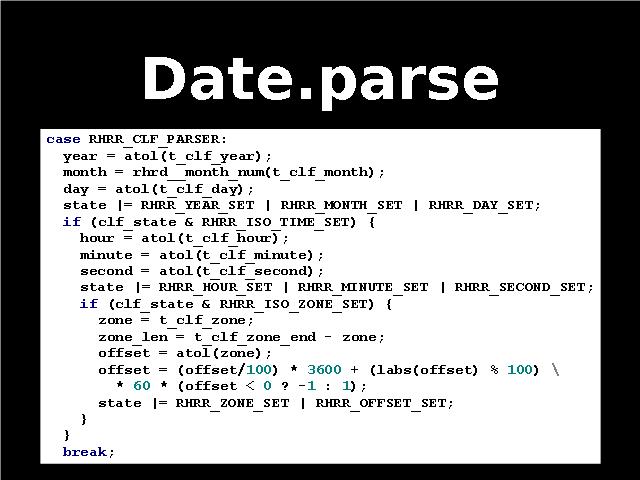 Date.parse
case RHRR_CLF_PARSER:
  year = atol(t_clf_year);
  month = rhrd__month_num(t_clf_month);
  day = atol(t_clf_day);
  state |= RHRR_YEAR_SET | RHRR_MONTH_SET | RHRR_DAY_SET;
  if (clf_state & RHRR_ISO_TIME_SET) {
    hour = atol(t_clf_hour);
    minute = atol(t_clf_minute);
    second = atol(t_clf_second);
    state |= RHRR_HOUR_SET | RHRR_MINUTE_SET | RHRR_SECOND_SET;
    if (clf_state & RHRR_ISO_ZONE_SET) {
      zone = t_clf_zone;
      zone_len = t_clf_zone_end - zone;
      offset = atol(zone);
      offset = (offset/100) * 3600 + (labs(offset) % 100) \
        * 60 * (offset < 0 ? -1 : 1);
      state |= RHRR_ZONE_SET | RHRR_OFFSET_SET;
    }
  }
  break;